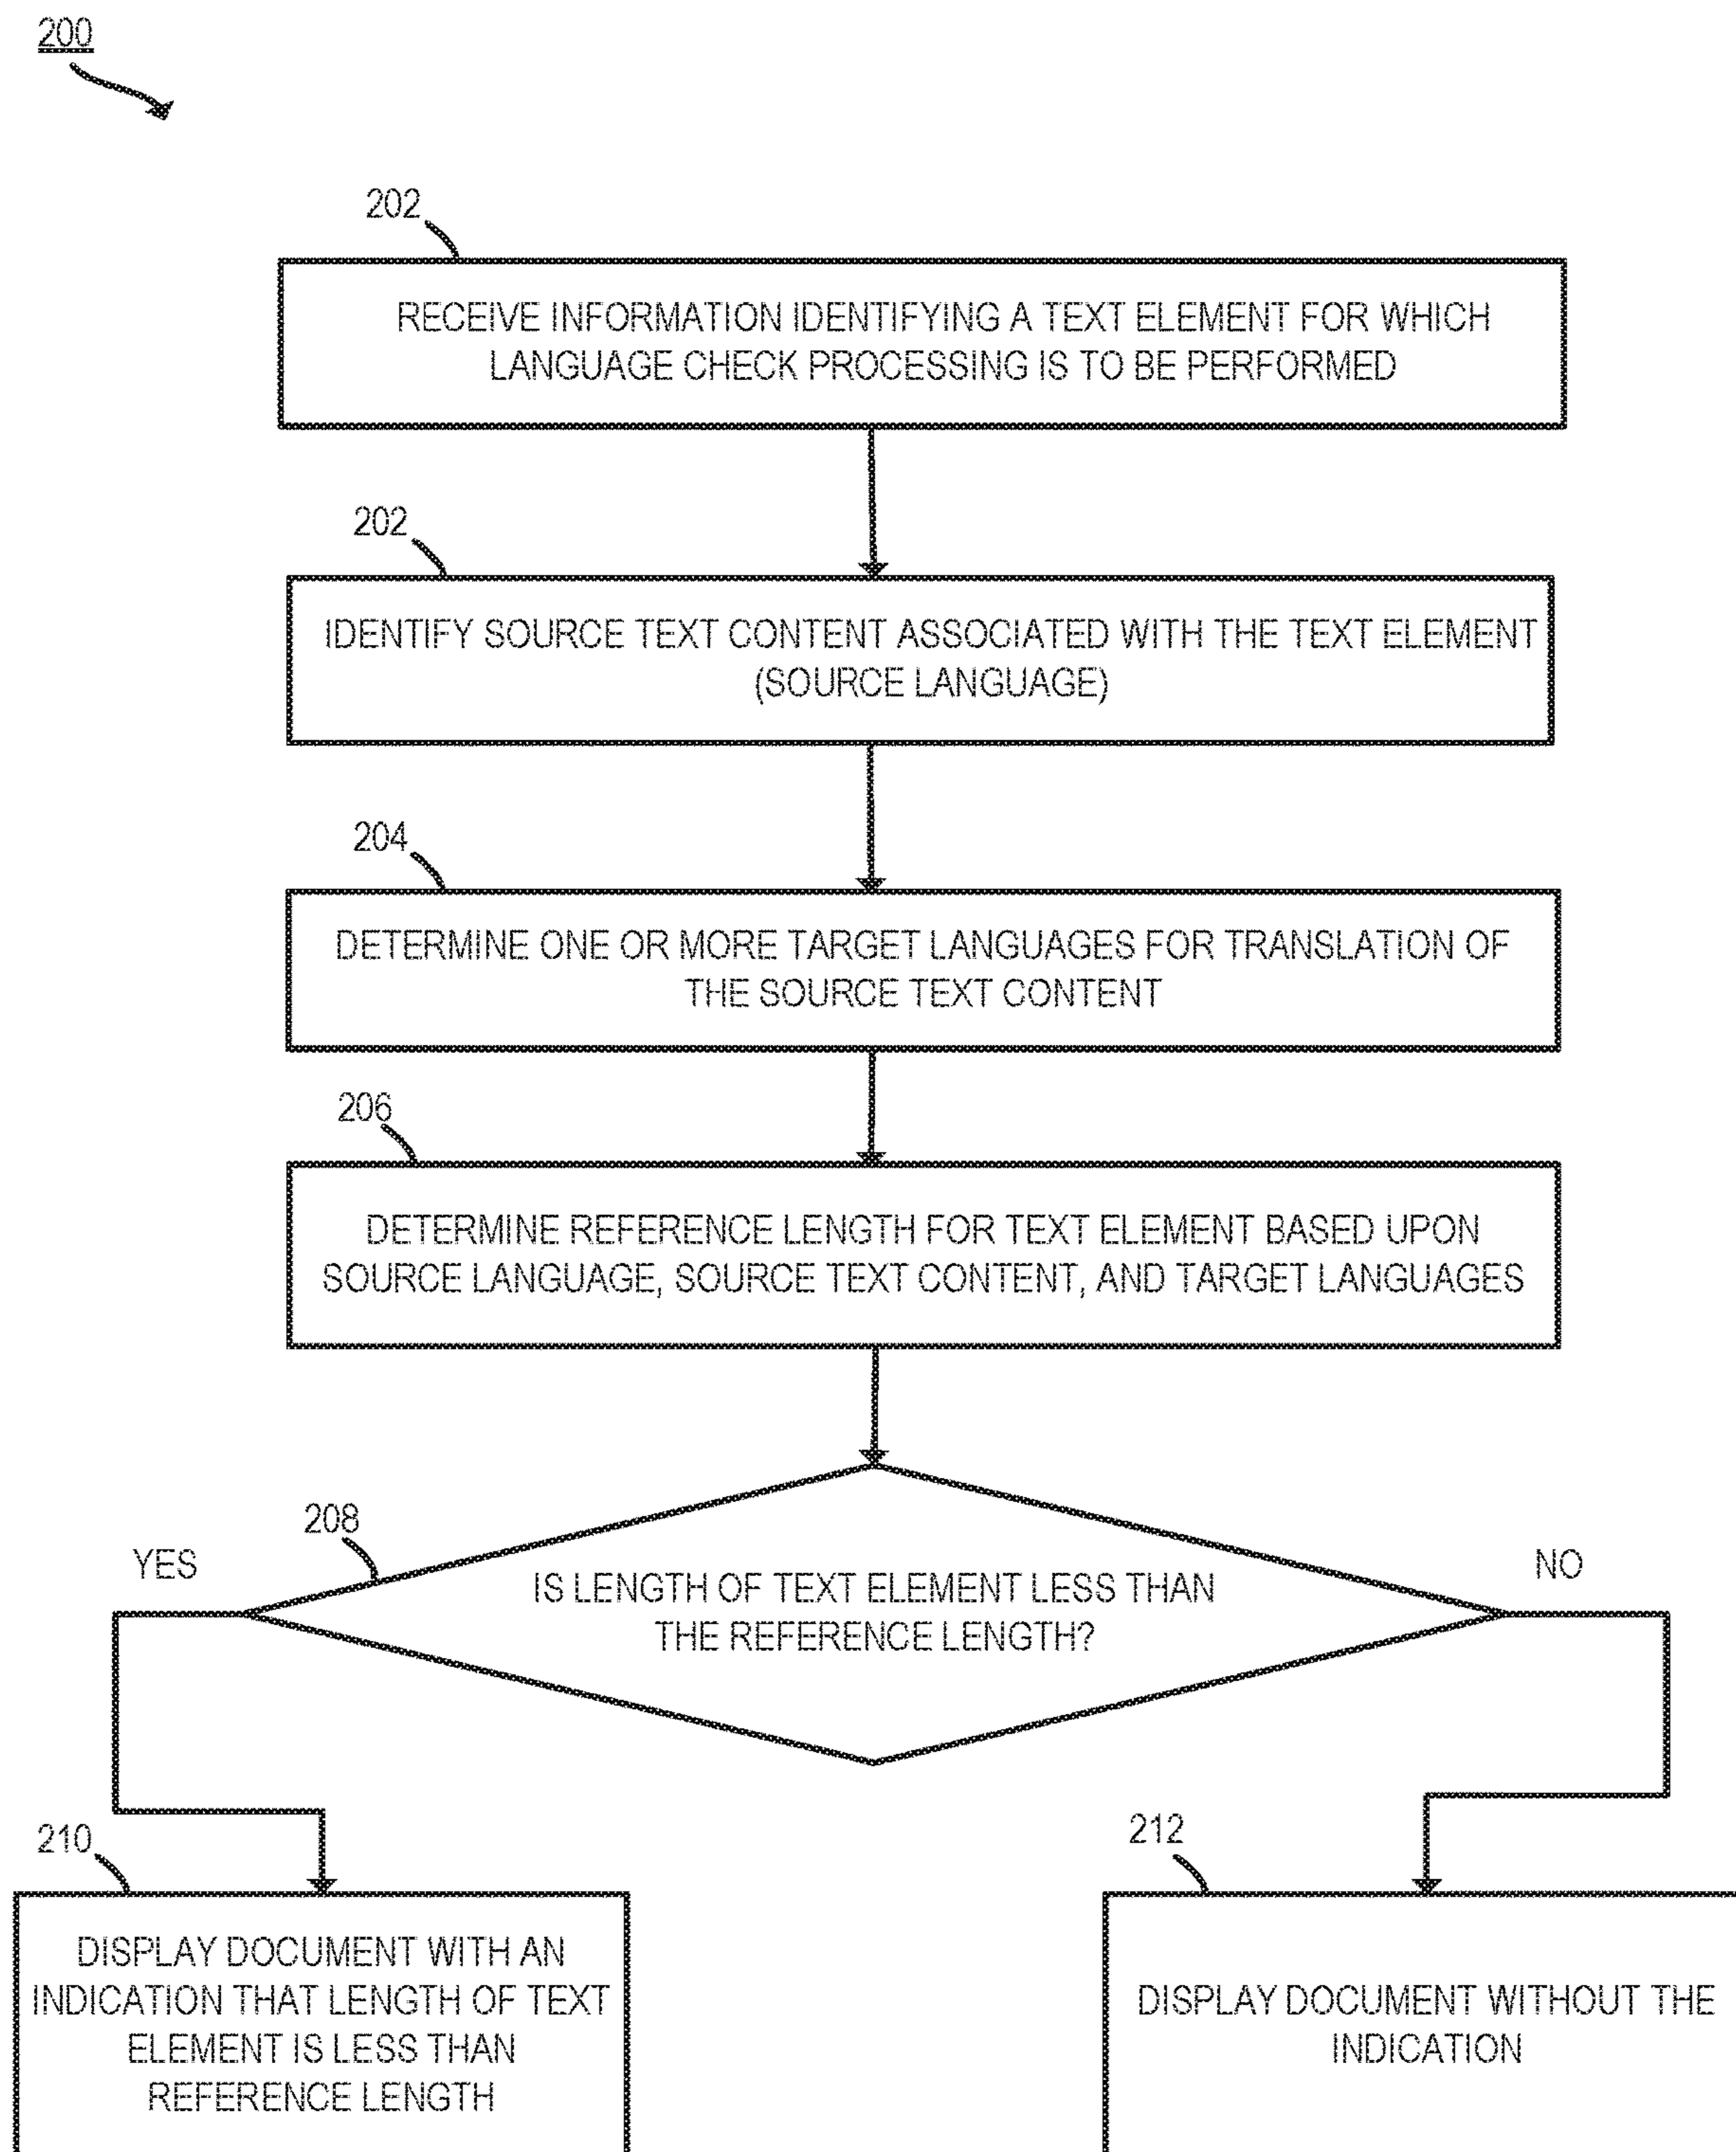 200
202
RECEIVE INFORMATION IDENTIFYING A TEXT ELEMENT FOR WHICH
LANGUAGE CHECK PROCESSING IS TO BE PERFORMED
202
IDENTIFY SOURCE TEXT CONTENT ASSOCIATED WITH THE TEXT ELEMENT
(SOURCE LANGUAGE)
204
DETERMINE ONE OR MORE TARGET LANGUAGES FOR TRANSLATION OF
THE SOURCE TEXT CONTENT
206
DETERMINE REFERENCE LENGTH FOR TEXT ELEMENT BASED UPON
SOURCE LANGUAGE, SOURCE TEXT CONTENT, AND TARGET LANGUAGES
208
YES
IS LENGTH OF TEXT ELEMENT LESS THAN
THE REFERENCE LENGTH?
NO
210
DISPLAY DOCUMENT WITH AN
INDICATION THAT LENGTH OF TEXT
ELEMENT IS LESS THAN
REFERENCE LENGTH
212
DISPLAY DOCUMENT WITHOUT THE
INDICATION